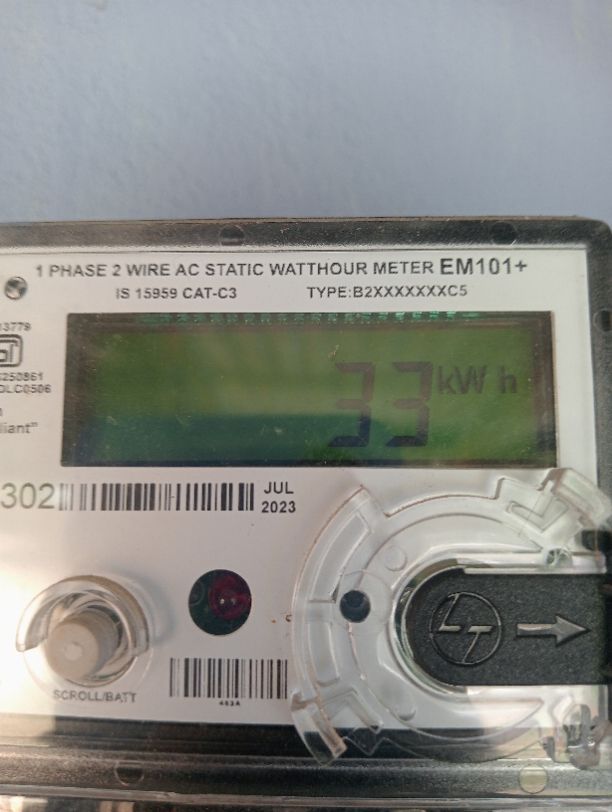 1 PHASE 2 WIRE AC STATIC WATTHOUR METER EM101+
IS 15959 CAT-C3 TYPE:B2XXXXXXXC5
33 kW h
302
JUL
2023
LT
SCROLL/BATT